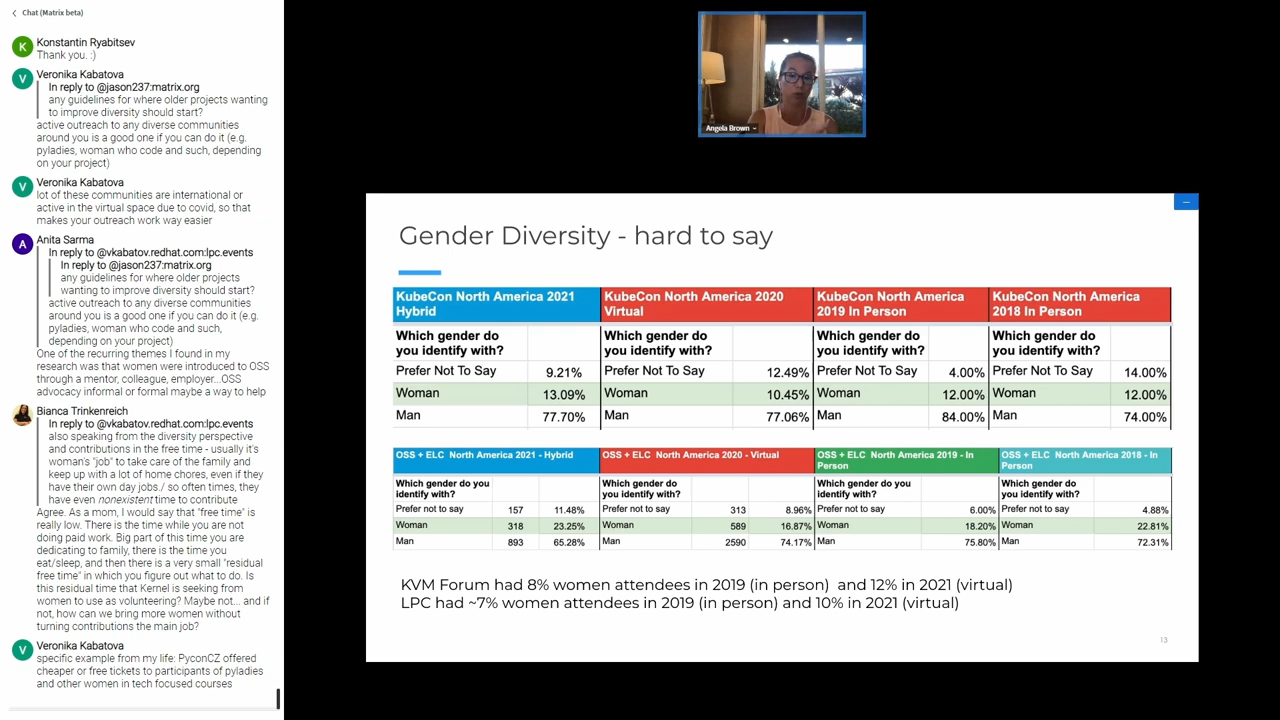 Chat (Matrix beta)
K
Konstantin Ryabitsev
Thank you. :)
V
Veronika Kabatova
In reply to @jason237:matrix.org
any guidelines for where older projects wanting
to improve diversity should start?
active outreach to any diverse communities
around you is a good one if you can do it (e.g.
pyladies, woman who code and such, depending
on your project)
V
Veronika Kabatova
lot of these communities are international or
active in the virtual space due to covid, so that
makes your outreach work way easier
A
Anita Sarma
In reply to @vkabatov.redhat.com:lpc.events
In reply to @jason237:matrix.org
any guidelines for where older projects
wanting to improve diversity should start?
active outreach to any diverse communities
around you is a good one if you can do it (e.g.
pyladies, woman who code and such,
depending on your project)
One of the recurring themes I found in my
research was that women were introduced to OSS
through a mentor, colleague, employer...OSS
advocacy informal or formal maybe a way to help
Bianca Trinkenreich
In reply to @vkabatov.redhat.com:lpc.events
also speaking from the diversity perspective
and contributions in the free time - usually it's
woman's "job" to take care of the family and
keep up with a lot of home chores, even if they
have their own day jobs./ so often times, they
have even nonexistent time to contribute
Agree. As a mom, I would say that "free time" is
really low. There is the time while you are not
doing paid work. Big part of this time you are
dedicating to family, there is the time you
eat/sleep, and then there is a very small "residual
free time" in which you figure out what to do. Is
this residual time that Kernel is seeking from
women to use as volunteering? Maybe not... and if
not, how can we bring more women without
turning contributions the main job?
V
Veronika Kabatova
specific example from my life: PyconCZ offered
cheaper or free tickets to participants of pyladies
and other women in tech focused courses
Angela Brown
Gender Diversity - hard to say
KubeCon North America 2021 Hybrid
KubeCon North America 2020 Virtual
KubeCon North America 2019 In Person
KubeCon North America 2018 In Person
Which gender do you identify with?
Which gender do you identify with?
Which gender do you identify with?
Which gender do you identify with?
Prefer Not To Say 9.21% Prefer Not To Say 12.49% Prefer Not To Say 4.00% Prefer Not To Say 14.00%
Woman 13.09% Woman 10.45% Woman 12.00% Woman 12.00%
Man 77.70% Man 77.06% Man 84.00% Man 74.00%
OSS + ELC North America 2021 - Hybrid
OSS + ELC North America 2020 - Virtual
OSS + ELC North America 2019 - In Person
OSS + ELC North America 2018 - In Person
Which gender do you identify with?
Which gender do you identify with?
Which gender do you identify with?
Which gender do you identify with?
Prefer not to say 157 11.48% Prefer not to say 313 8.96% Prefer not to say 6.00% Prefer not to say 4.88%
Woman 318 23.25% Woman 589 16.87% Woman 18.20% Woman 22.81%
Man 893 65.28% Man 2590 74.17% Man 75.80% Man 72.31%
KVM Forum had 8% women attendees in 2019 (in person) and 12% in 2021 (virtual)
LPC had ~7% women attendees in 2019 (in person) and 10% in 2021 (virtual)
13